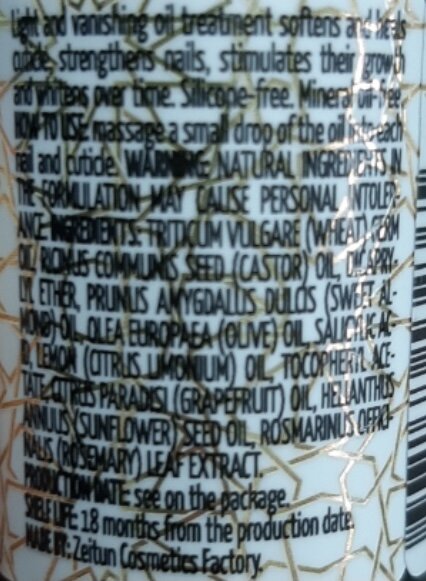 light and vanishing oil treatment softens and heals
cuticle, strengthens nails, stimulates their growth
and whitens over time. Silicone-free. Mineral oil-free
HOW TO USE: massage a small drop of the oil into each
nail and cuticle. WARNING: NATURAL INGREDIENTS IN
THE FORMULATION MAY CAUSE PERSONAL INTOLER-
ANCE. INGREDIENTS: TRITICUM VULGARE (WHEAT) GERM
OIL, RICINUS COMMUNIS SEED (CASTOR) OIL, DICAPRY-
LYL ETHER, PRUNUS AMYGDALUS DULCIS (SWEET AL-
MOND) OIL, OLEA EUROPAEA (OLIVE) OIL, SALICYLIC AC-
ID, LEMON (CITRUS LIMONIUM) OIL, TOCOPHERYL ACE-
TATE, CITRUS PARADISI (GRAPEFRUIT) OIL, HELIANTHUS
ANNUUS (SUNFLOWER) SEED OIL, ROSMARINUS OFFICI-
NALIS (ROSEMARY) LEAF EXTRACT.
PRODUCTION DATE: see on the package.
SHELF LIFE: 18 months from the production date.
MADE BY: Zeitun Cosmetics Factory.